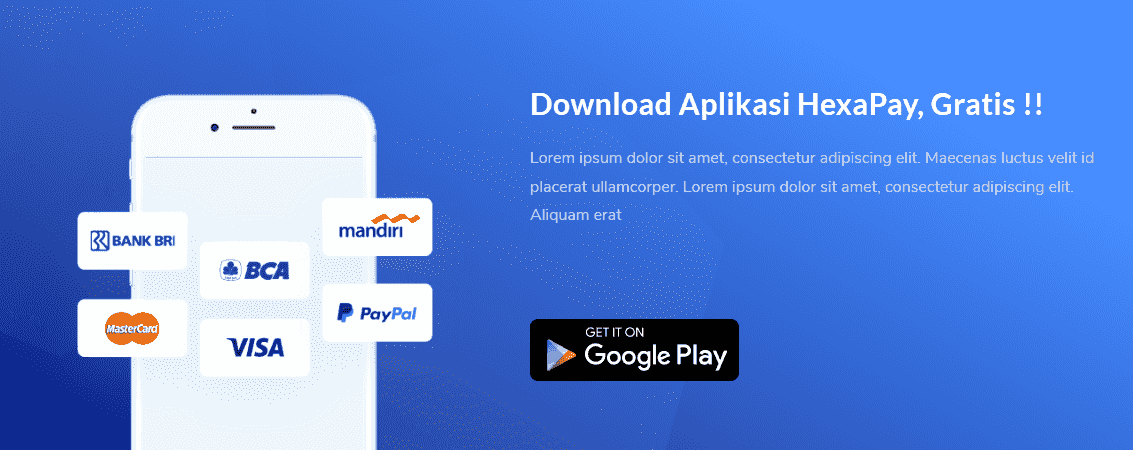 Download Aplikasi HexaPay, Gratis !!
Lorem ipsum dolor sit amet, consectetur adipiscing elit. Maecenas luctus velit id
placerat ullamcorper. Lorem ipsum dolor sit amet, consectetur adipiscing elit.
Aliquam erat
BANK BRI
mandiri
BCA
MasterCard
PayPal
VISA
GET IT ON
Google Play